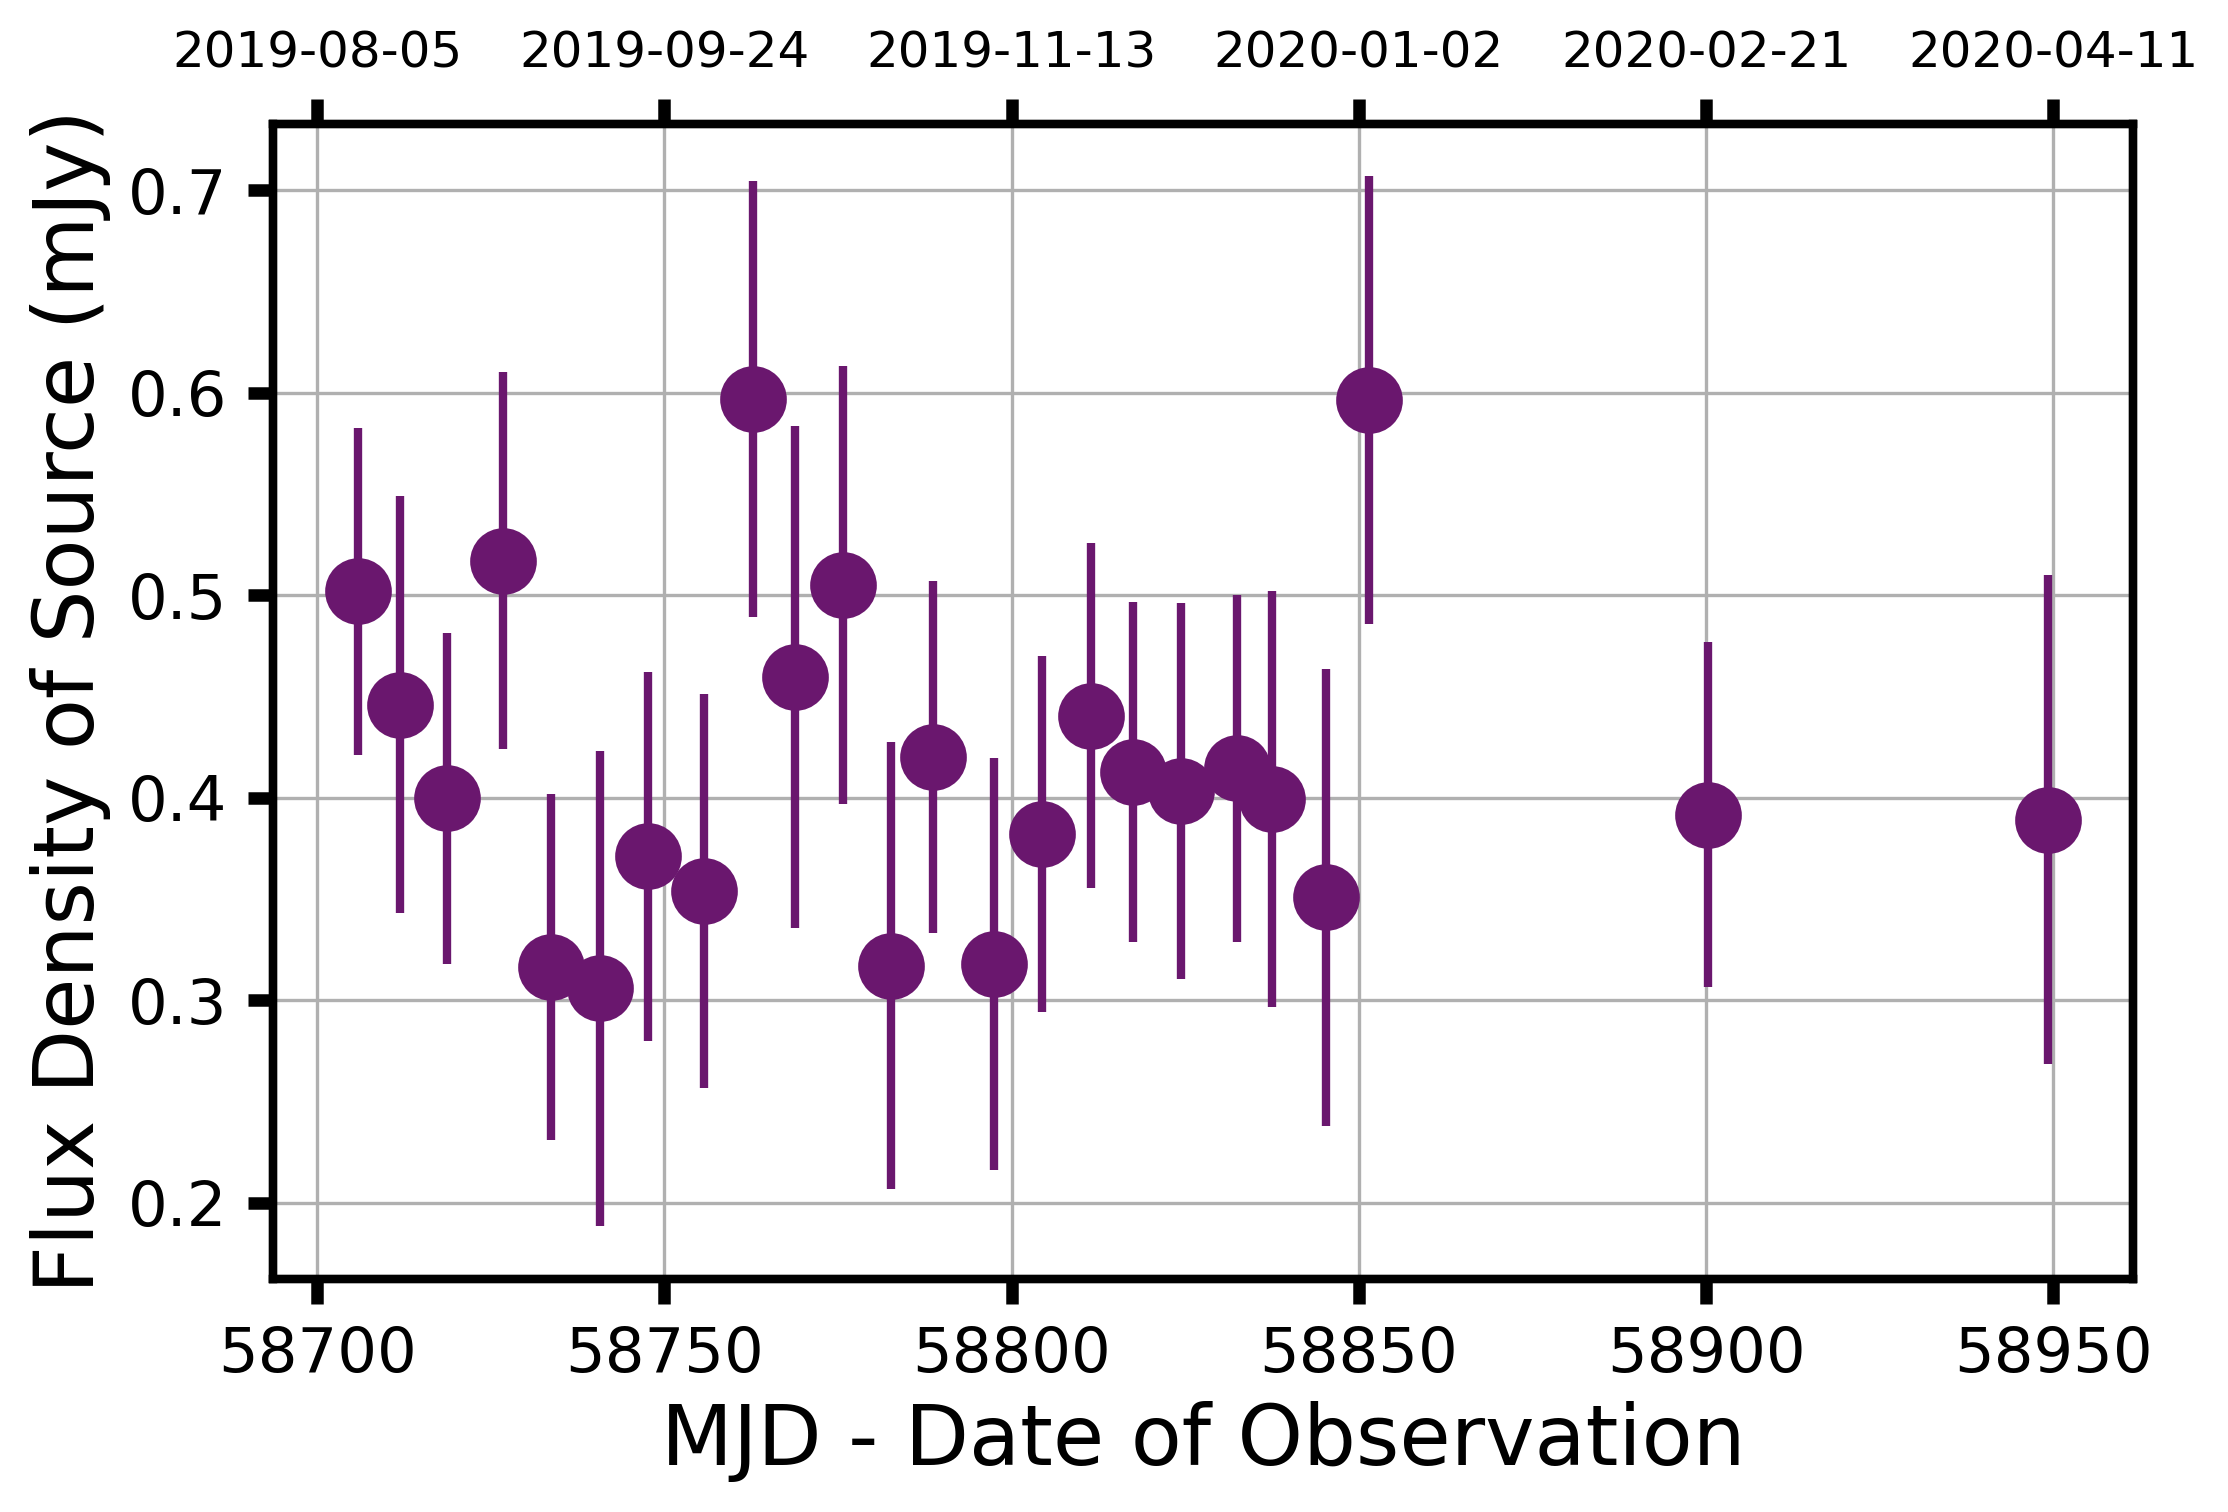 2019-08-05 2019-09-24 2019-11-13 2020-01-02 2020-02-21 2020-04-11
Flux Density of Source (mJy)
0.7
0.6
0.5
0.4
0.3
0.2
58700 58750 58800 58850 58900 58950
MJD - Date of Observation